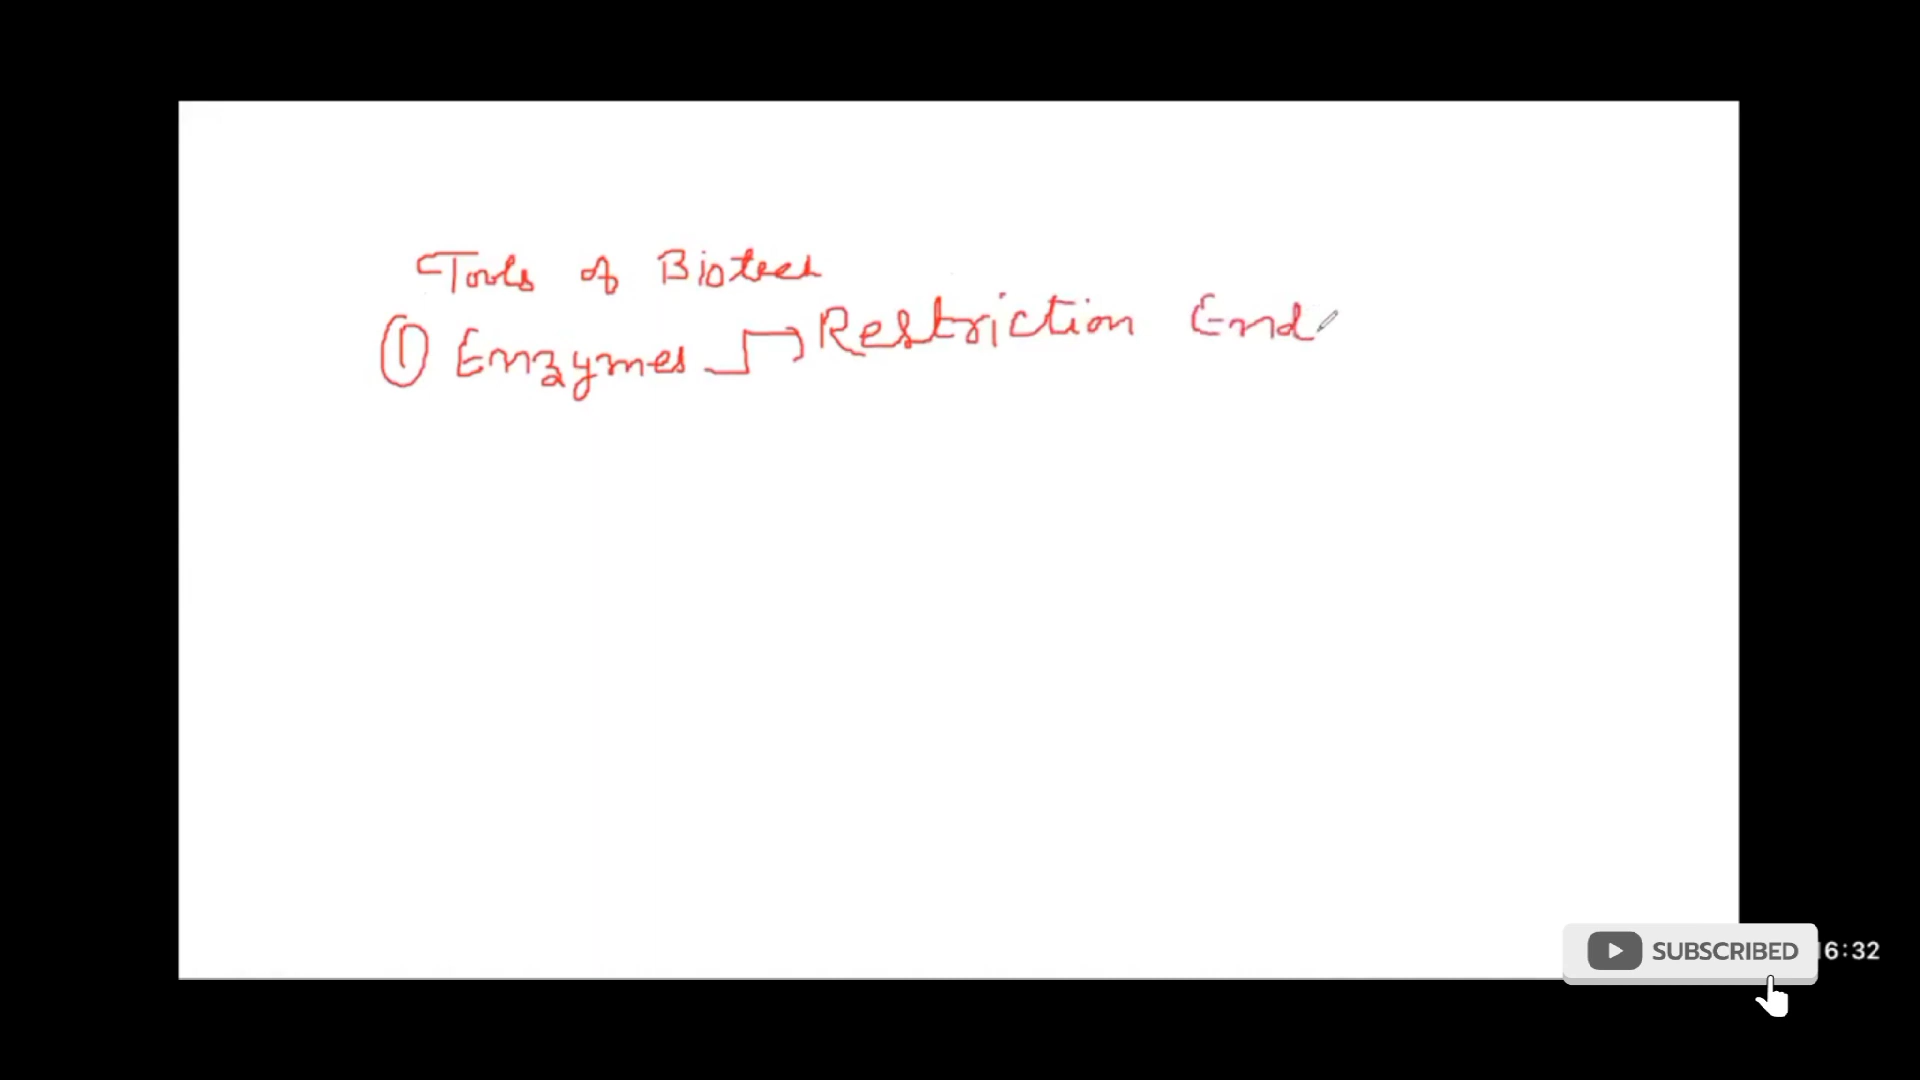 Tools of Biotech
① Enzymes Restriction End
SUBSCRIBED
6:32